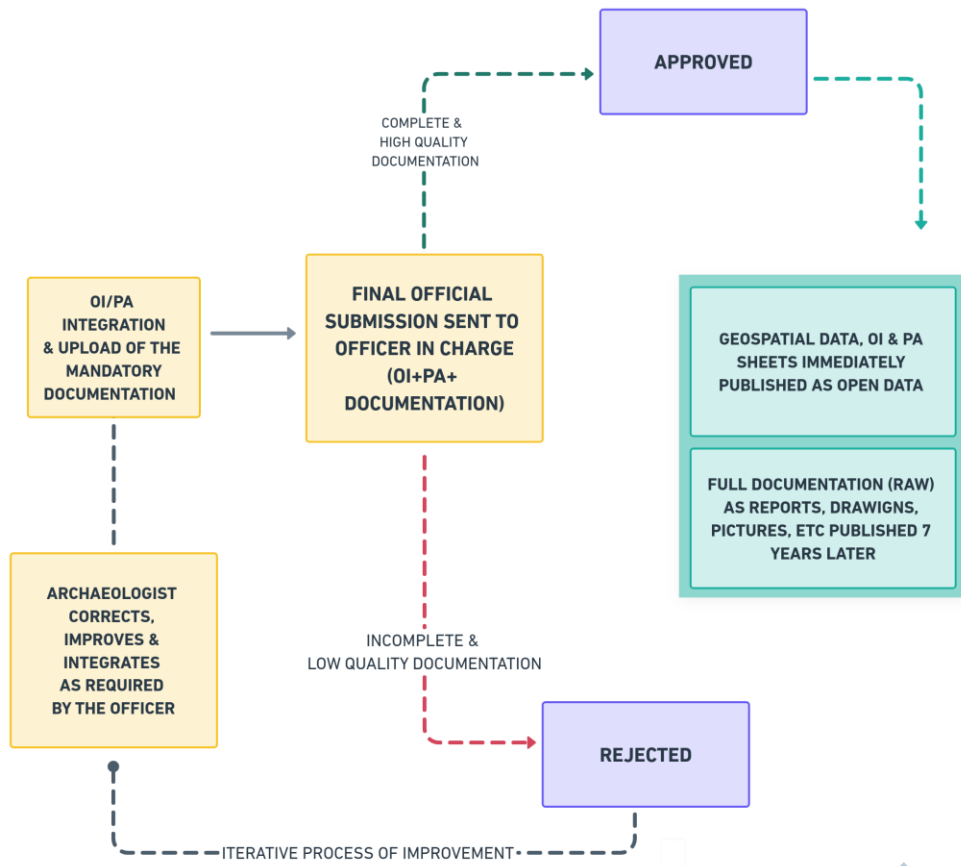 APPROVED
COMPLETE &
HIGH QUALITY
DOCUMENTATION
OI/PA
INTEGRATION
& UPLOAD OF THE
MANDATORY
DOCUMENTATION
FINAL OFFICIAL
SUBMISSION SENT TO
OFFICER IN CHARGE
(OI+PA+
DOCUMENTATION)
GEOSPATIAL DATA, OI & PA
SHEETS IMMEDIATELY
PUBLISHED AS OPEN DATA
FULL DOCUMENTATION (RAW)
AS REPORTS, DRAWIGNS,
PICTURES, ETC PUBLISHED 7
YEARS LATER
ARCHAEOLOGIST
CORRECTS,
IMPROVES &
INTEGRATES
AS REQUIRED
BY THE OFFICER
INCOMPLETE &
LOW QUALITY DOCUMENTATION
REJECTED
ITERATIVE PROCESS OF IMPROVEMENT